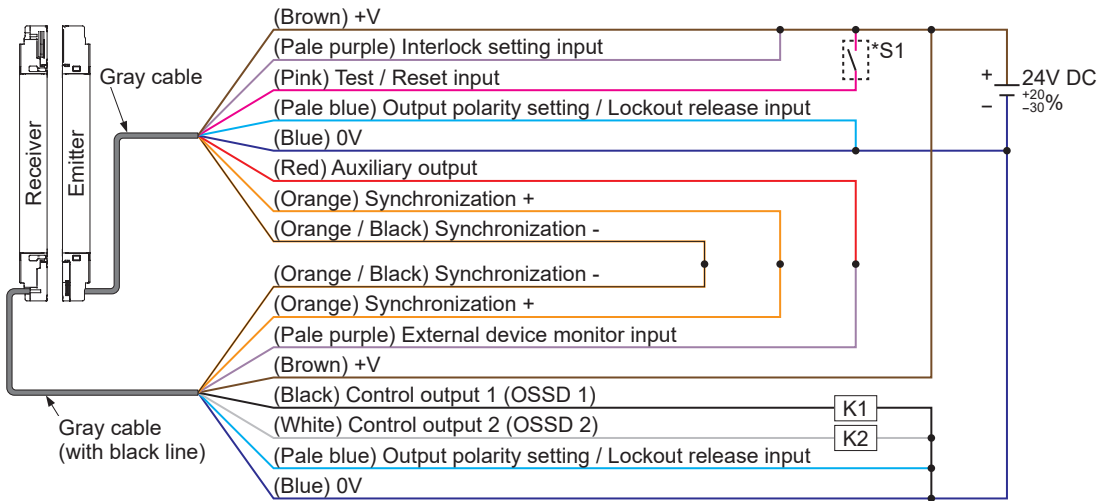 (Brown) +V
(Pale purple) Interlock setting input
*S1
Gray cable
(Pink) Test / Reset input
+
24V DC
+20
−30%
−
(Pale blue) Output polarity setting / Lockout release input
(Blue) 0V
Receiver
Emitter
(Red) Auxiliary output
(Orange) Synchronization +
(Orange / Black) Synchronization -
(Orange / Black) Synchronization -
(Orange) Synchronization +
(Pale purple) External device monitor input
(Brown) +V
(Black) Control output 1 (OSSD 1)
K1
Gray cable
(with black line)
(White) Control output 2 (OSSD 2)
K2
(Pale blue) Output polarity setting / Lockout release input
(Blue) 0V